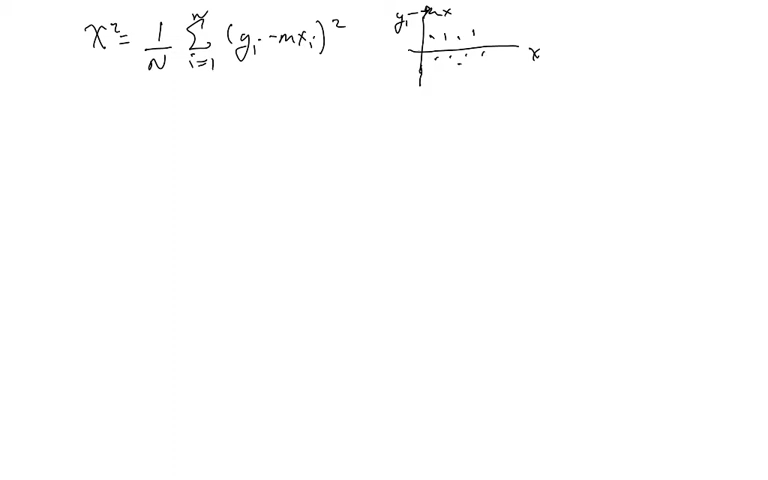 χ² = 1/N Σ_{i=1}^{N} (y_i - mx_i)²
y_i - mx
x